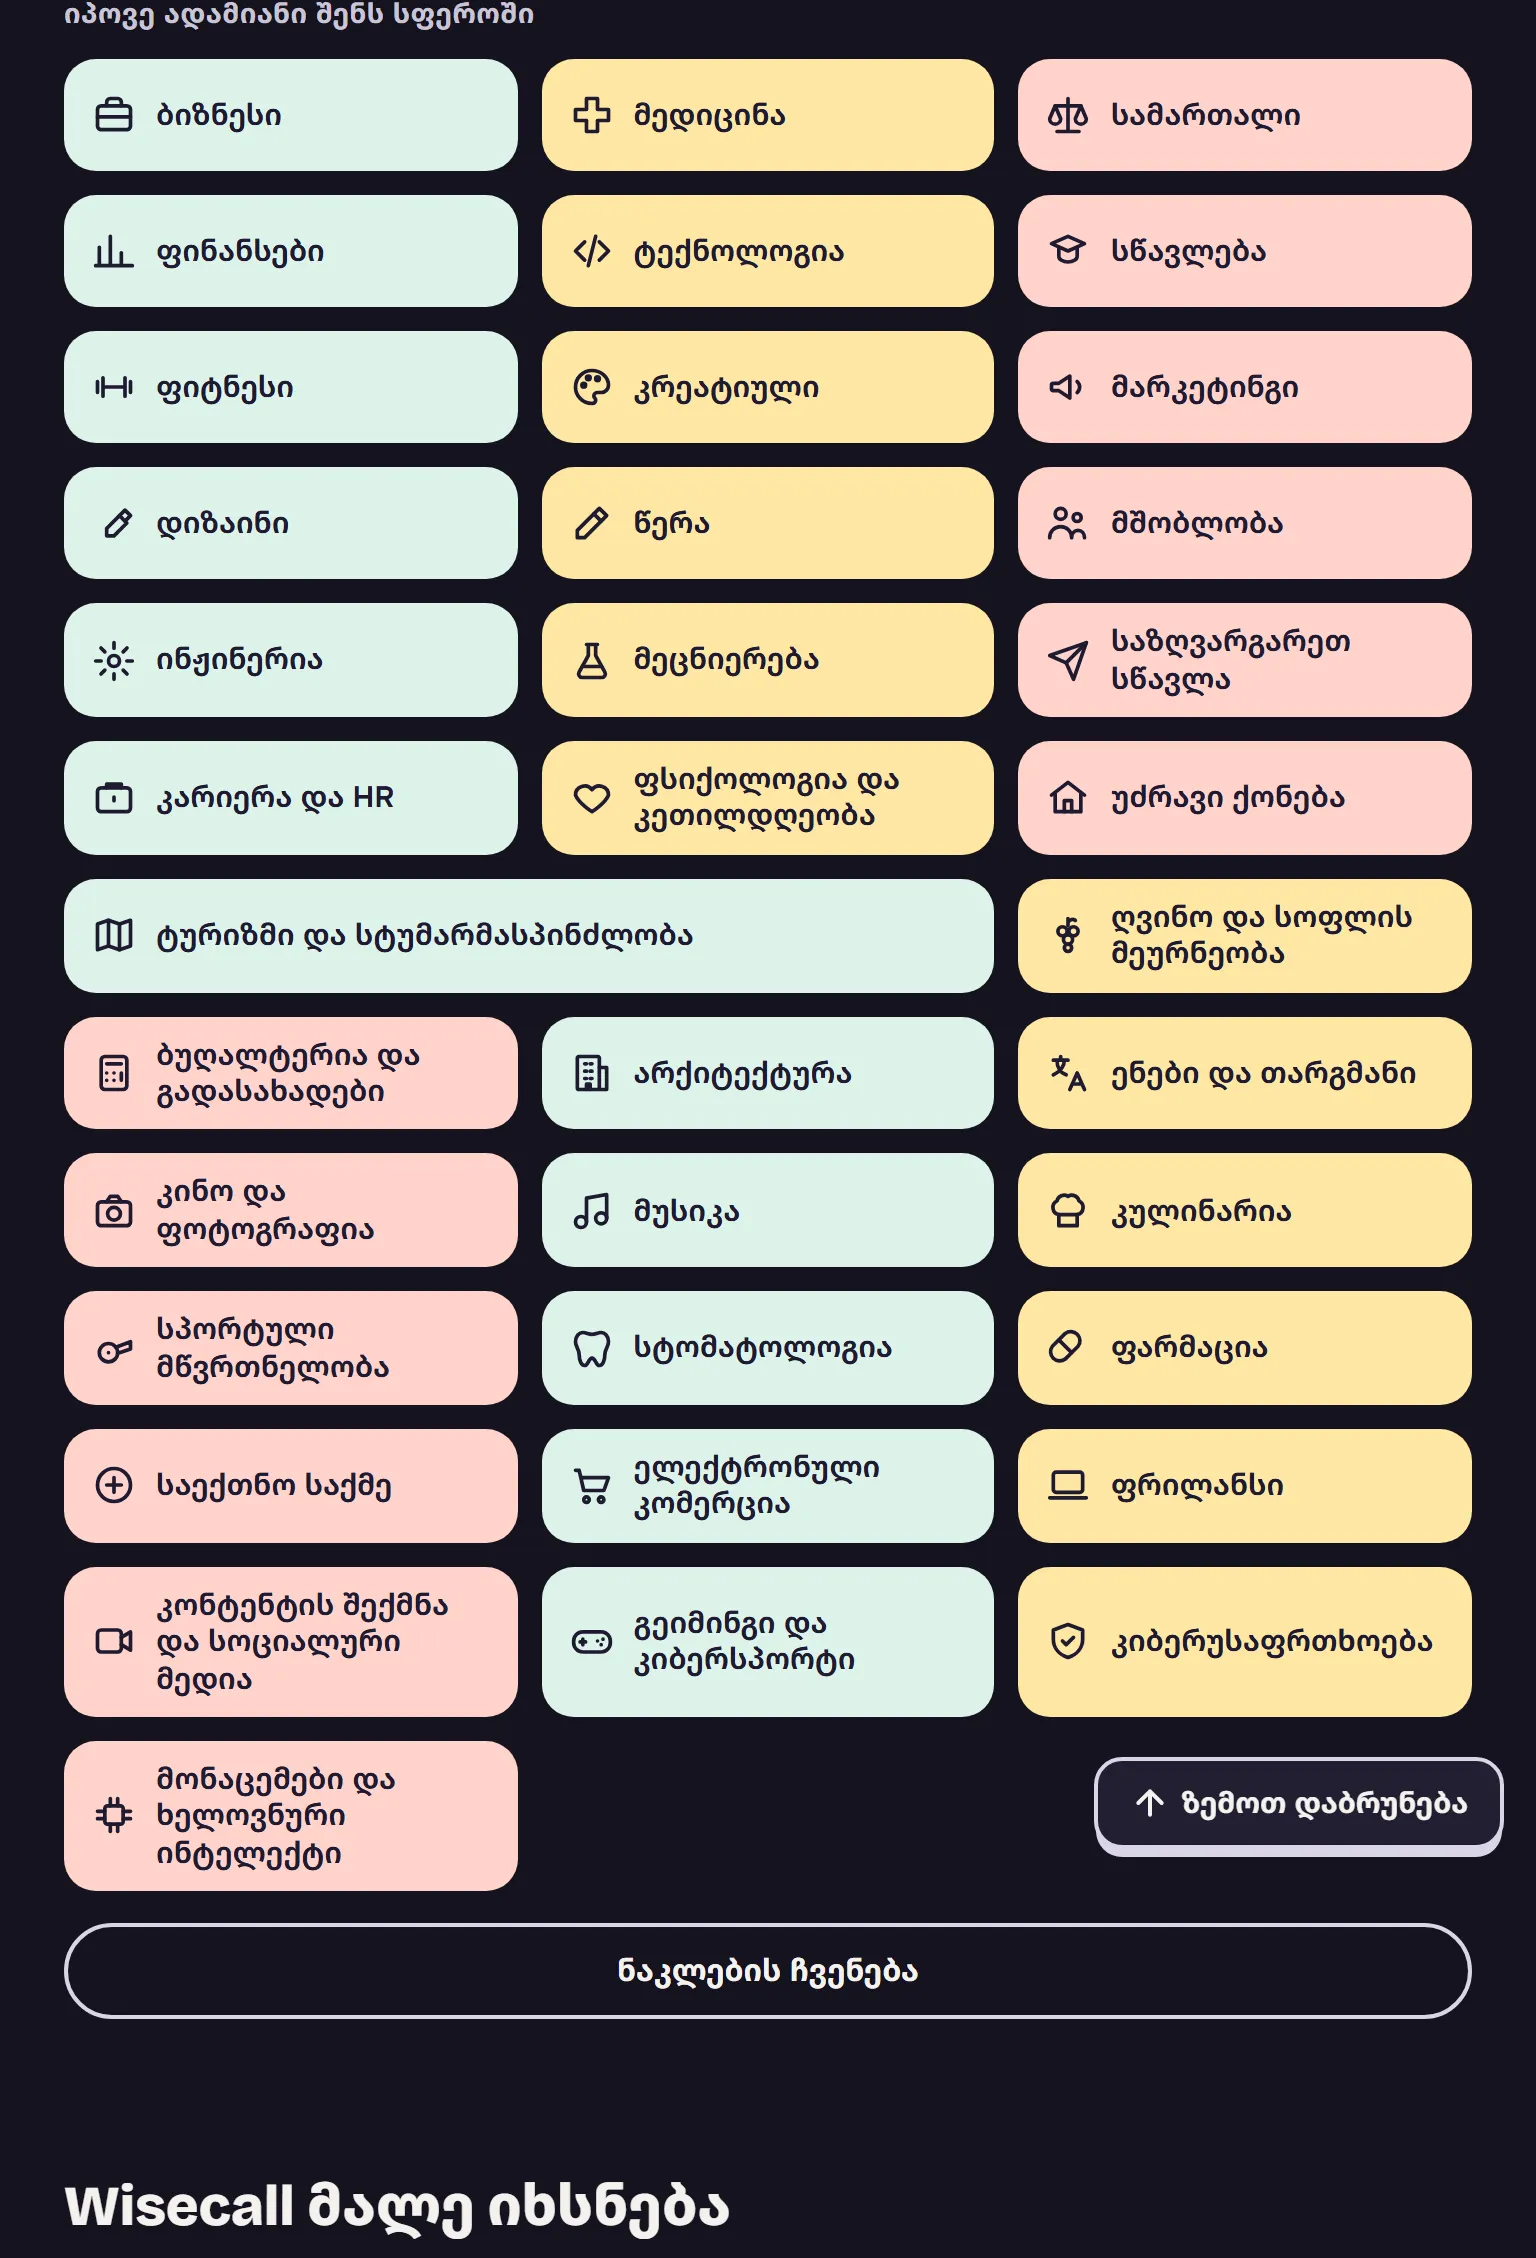 იპოვე ადამიანი შენს სფეროში
ბიზნესი
მედიცინა
სამართალი
ფინანსები
ტექნოლოგია
სწავლება
ფიტნესი
კრეატიული
მარკეტინგი
დიზაინი
წერა
მშობლობა
ინჟინერია
მეცნიერება
საზღვარგარეთ
სწავლა
კარიერა და HR
ფსიქოლოგია და
კეთილდღეობა
უძრავი ქონება
ტურიზმი და სტუმარმასპინძლობა
ღვინო და სოფლის
მეურნეობა
ბუღალტერია და
გადასახადები
არქიტექტურა
ენები და თარგმანი
კინო და
ფოტოგრაფია
მუსიკა
კულინარია
სპორტული
მწვრთნელობა
სტომატოლოგია
ფარმაცია
საექთნო საქმე
ელექტრონული
კომერცია
ფრილანსი
კონტენტის შექმნა
და სოციალური
მედია
გეიმინგი და
კიბერსპორტი
კიბერუსაფრთხოება
მონაცემები და
ხელოვნური
ინტელექტი
ზემოთ დაბრუნება
ნაკლების ჩვენება
Wisecall მალე იხსნება